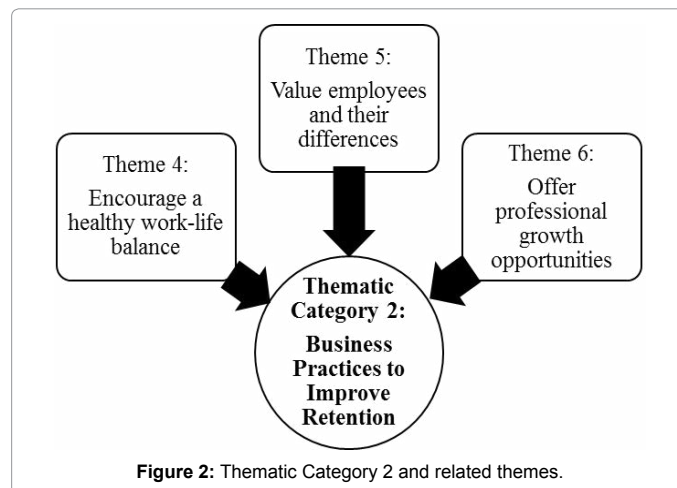 Theme 4:
Encourage a
healthy work-life
balance
Theme 5:
Value employees
and their
differences
Theme 6:
Offer
professional
growth
opportunities
Thematic
Category 2:
Business
Practices to
Improve
Retention
Figure 2: Thematic Category 2 and related themes.